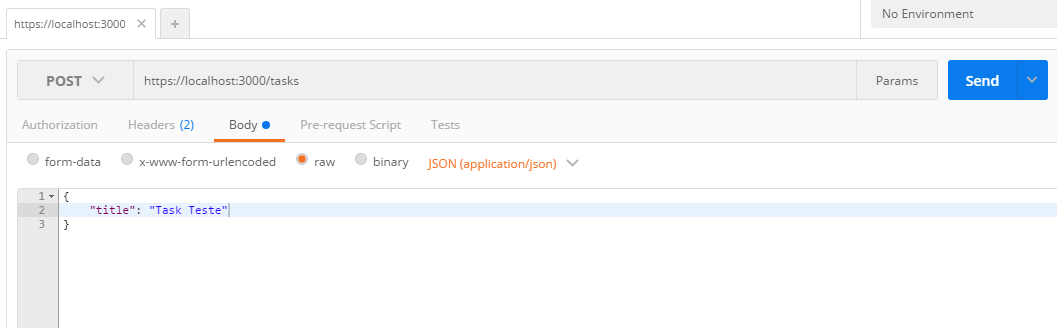 https://localhost:3000
No Environment
POST https://localhost:3000/tasks Params Send
Authorization Headers (2) Body Pre-request Script Tests
form-data x-www-form-urlencoded raw binary JSON (application/json)
1 {
2 "title": "Task Teste"
3 }